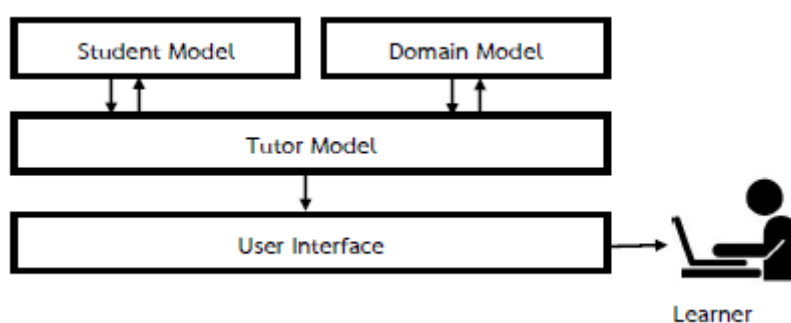 Student Model
Domain Model
Tutor Model
User Interface
Learner